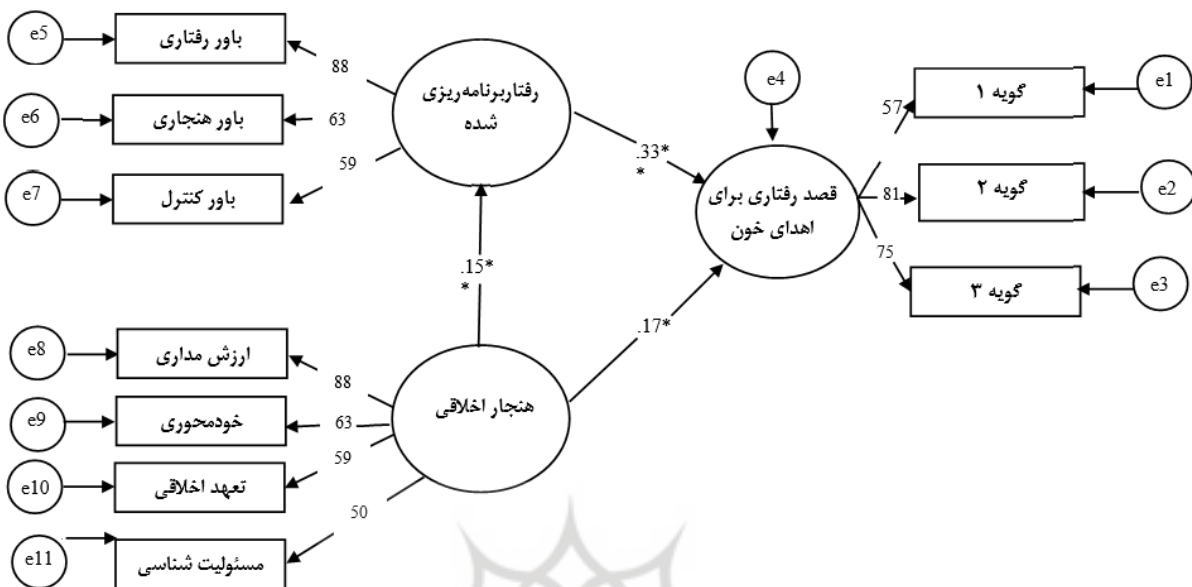 e5
باور رفتاری
88
e6
باور هنجاری
63
e7
باور کنترل
59
رفتاربرنامه‌ریزی
شده
.33*
*
e4
قصد رفتاری برای
اهدای خون
57
گویه ۱
e1
81
گویه ۲
e2
75
گویه ۳
e3
.15*
*
.17*
هنجار اخلاقی
e8
ارزش مداری
88
e9
خودمحوری
63
e10
تعهد اخلاقی
59
e11
مسئولیت شناسی
50